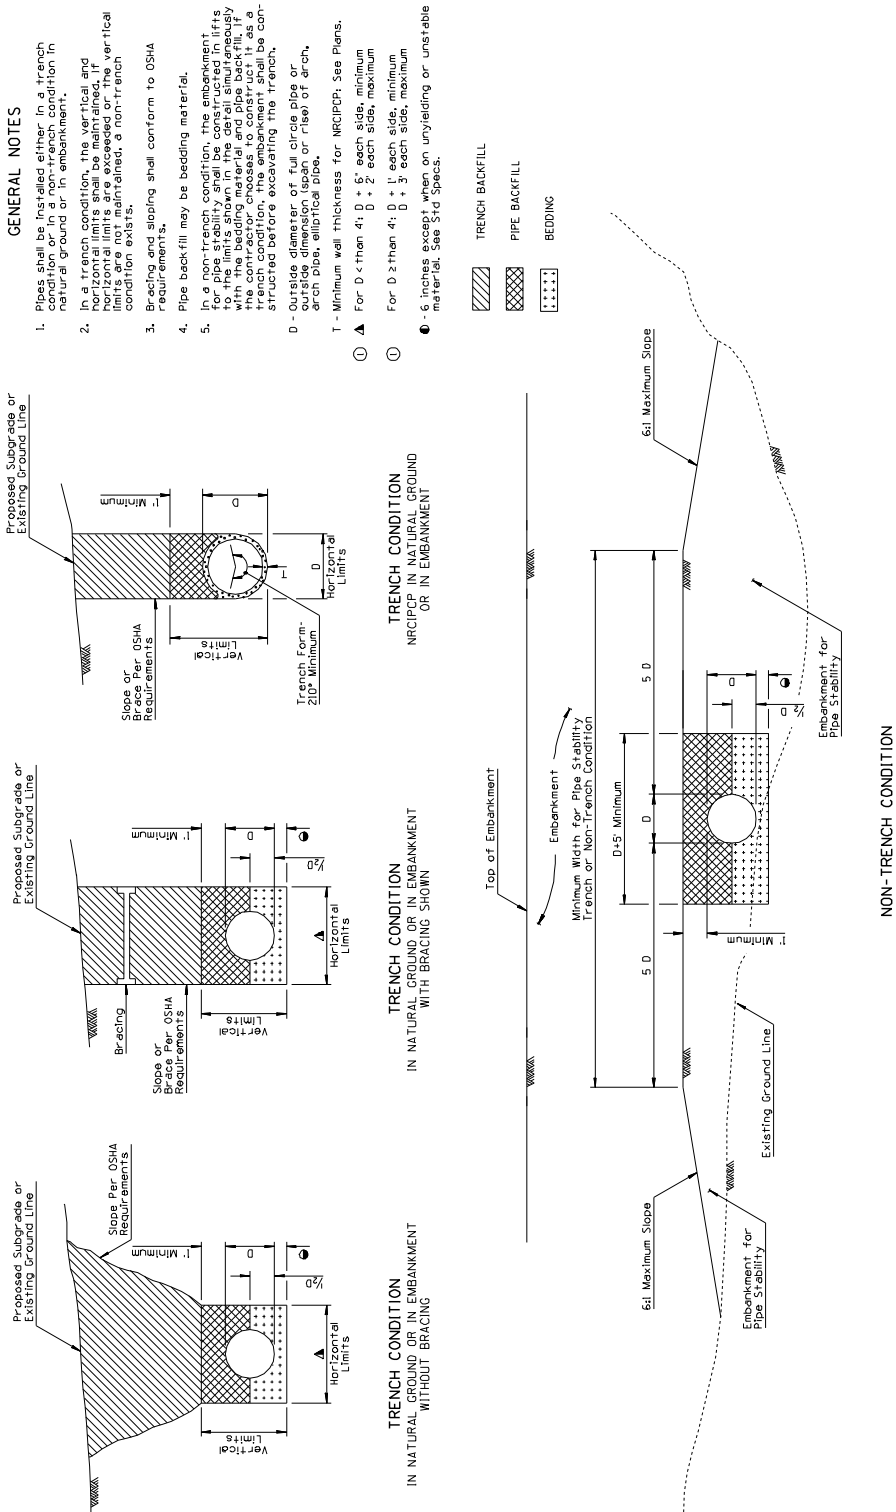 GENERAL NOTES
1. Pipes shall be installed either in a trench
condition or in a non-trench condition in
natural ground or in embankment.
2. In a trench condition, the vertical and
horizontal limits shall be maintained. If
horizontal limits are exceeded or the vertical
limits are not maintained, a non-trench
condition exists.
3. Bracing and sloping shall conform to OSHA
requirements.
4. Pipe backfill may be bedding material.
5. In a non-trench condition, the embankment
for pipe stability shall be constructed in lifts
to the limits shown in the detail simultaneously
with the bedding material and pipe backfill. If
the contractor chooses to construct it as a
trench condition, the embankment shall be con-
structed before excavating the trench.
D - Outside diameter of full circle pipe or
outside dimension (span or rise) of arch,
arch pipe, elliptical pipe.
T - Minimum wall thickness for NRCIPCP: See Plans.
① ▲ For D < than 4': D + 6" each side, minimum
D + 2' each side, maximum
① For D ≥ than 4': D + 1' each side, minimum
D + 3' each side, maximum
◐ - 6 inches except when on unyielding or unstable
material. See Std Specs.
TRENCH BACKFILL
PIPE BACKFILL
BEDDING
Proposed Subgrade or
Existing Ground Line
Slope Per OSHA
Requirements
1' Minimum
D
½D
Vertical
Limits
Horizontal
Limits
TRENCH CONDITION
IN NATURAL GROUND OR IN EMBANKMENT
WITHOUT BRACING
Proposed Subgrade or
Existing Ground Line
Bracing
Slope or
Brace Per OSHA
Requirements
1' Minimum
D
½D
Vertical
Limits
Horizontal
Limits
TRENCH CONDITION
IN NATURAL GROUND OR IN EMBANKMENT
WITH BRACING SHOWN
Proposed Subgrade or
Existing Ground Line
Slope or
Brace Per OSHA
Requirements
1' Minimum
D
T
Vertical
Limits
D
Horizontal
Limits
Trench Form-
210° Minimum
TRENCH CONDITION
NRCIPCP IN NATURAL GROUND
OR IN EMBANKMENT
Top of Embankment
Embankment
Minimum Width for Pipe Stability
Trench or Non-Trench Condition
5 D
D
5 D
D+5' Minimum
1' Minimum
D
½ D
6:1 Maximum Slope
6:1 Maximum Slope
Embankment for
Pipe Stability
Existing Ground Line
Embankment for
Pipe Stability
NON-TRENCH CONDITION